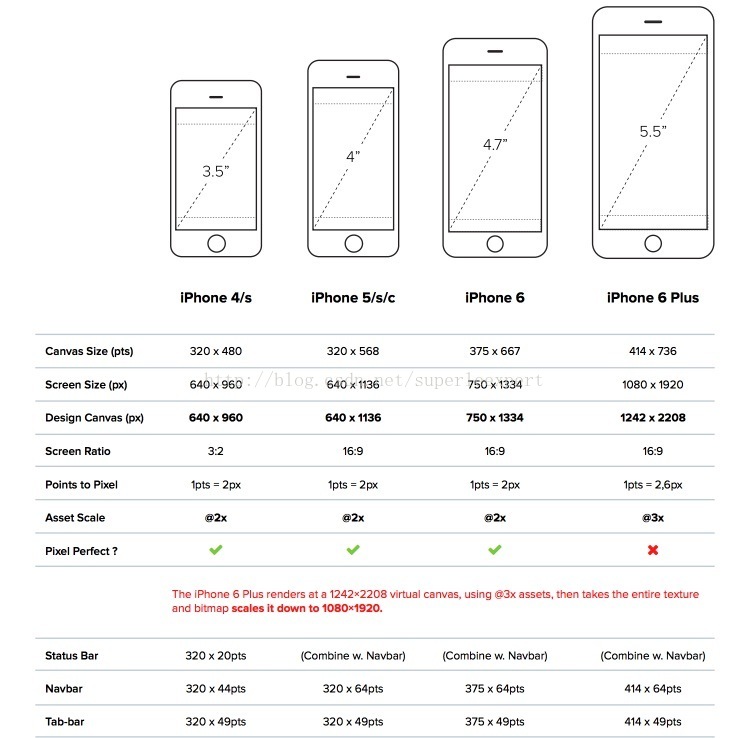 3.5”
4”
4.7”
5.5”
iPhone 4/s iPhone 5/s/c iPhone 6 iPhone 6 Plus
Canvas Size (pts) 320 x 480 320 x 568 375 x 667 414 x 736
Screen Size (px) 640 x 960 640 x 1136 750 x 1334 1080 x 1920
Design Canvas (px) 640 x 960 640 x 1136 750 x 1334 1242 x 2208
Screen Ratio 3:2 16:9 16:9 16:9
Points to Pixel 1pts = 2px 1pts = 2px 1pts = 2px 1pts = 2,6px
Asset Scale @2x @2x @2x @3x
Pixel Perfect ?
The iPhone 6 Plus renders at a 1242×2208 virtual canvas, using @3x assets, then takes the entire texture
and bitmap scales it down to 1080×1920.
Status Bar 320 x 20pts (Combine w. Navbar) (Combine w. Navbar) (Combine w. Navbar)
Navbar 320 x 44pts 320 x 64pts 375 x 64pts 414 x 64pts
Tab-bar 320 x 49pts 320 x 49pts 375 x 49pts 414 x 49pts